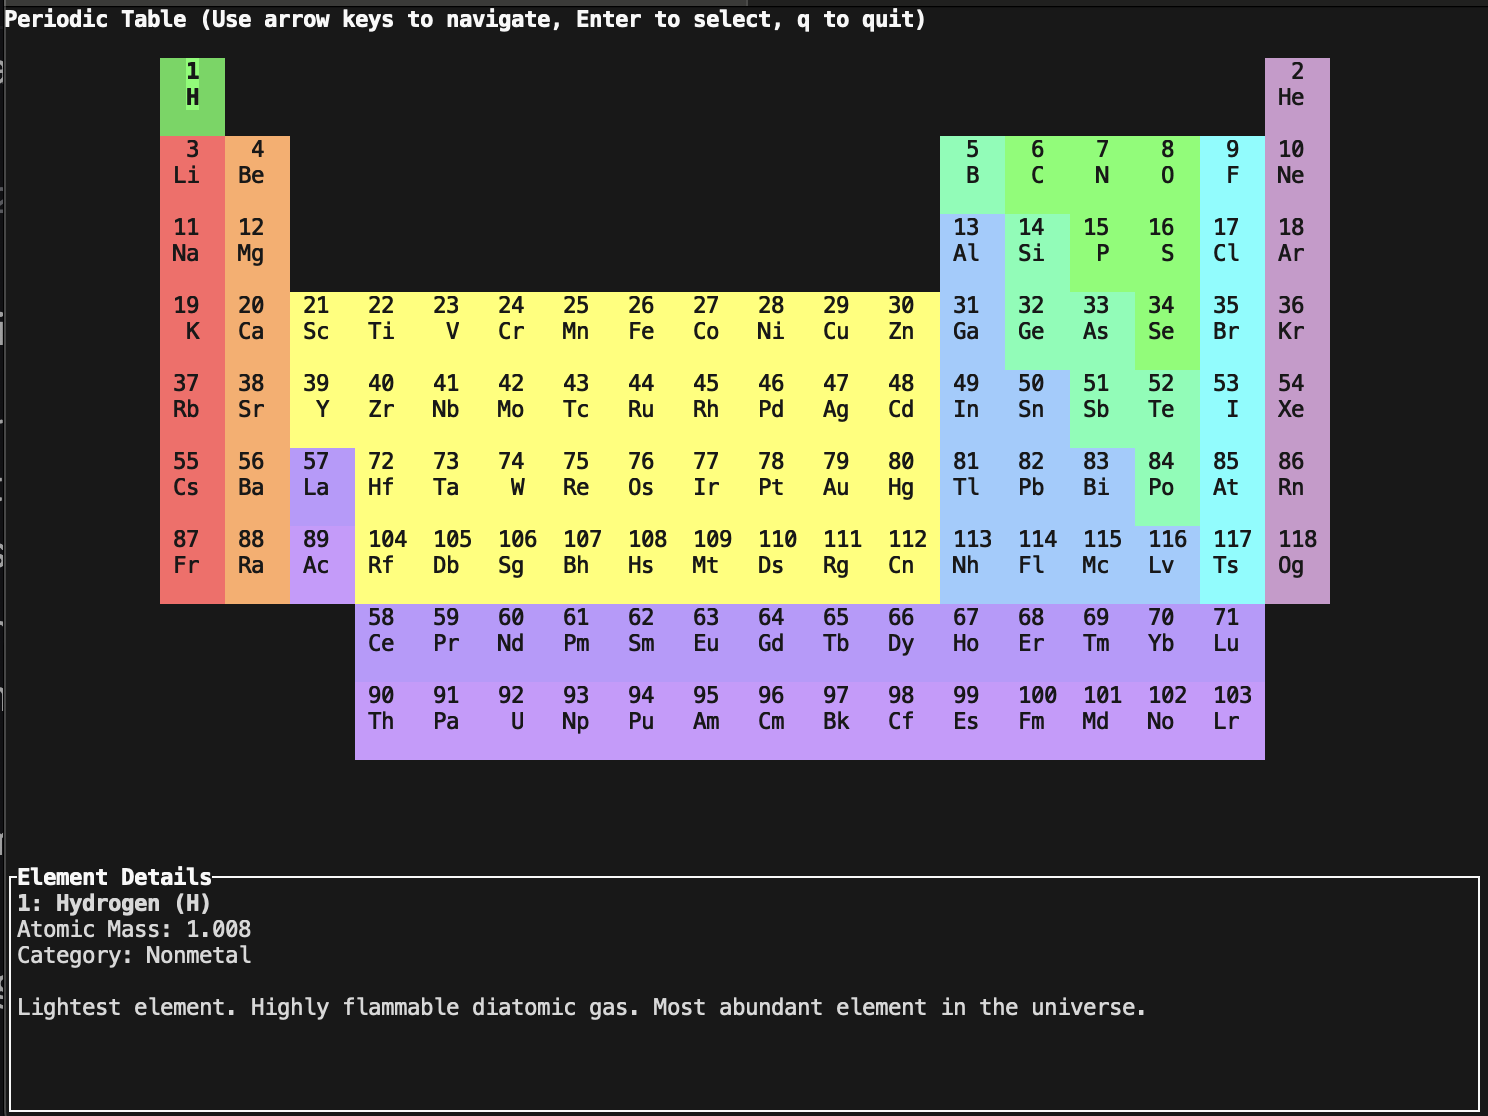 Periodic Table (Use arrow keys to navigate, Enter to select, q to quit)
1 2
H He
3 4 5 6 7 8 9 10
Li Be B C N O F Ne
11 12 13 14 15 16 17 18
Na Mg Al Si P S Cl Ar
19 20 21 22 23 24 25 26 27 28 29 30 31 32 33 34 35 36
K Ca Sc Ti V Cr Mn Fe Co Ni Cu Zn Ga Ge As Se Br Kr
37 38 39 40 41 42 43 44 45 46 47 48 49 50 51 52 53 54
Rb Sr Y Zr Nb Mo Tc Ru Rh Pd Ag Cd In Sn Sb Te I Xe
55 56 57 72 73 74 75 76 77 78 79 80 81 82 83 84 85 86
Cs Ba La Hf Ta W Re Os Ir Pt Au Hg Tl Pb Bi Po At Rn
87 88 89 104 105 106 107 108 109 110 111 112 113 114 115 116 117 118
Fr Ra Ac Rf Db Sg Bh Hs Mt Ds Rg Cn Nh Fl Mc Lv Ts Og
58 59 60 61 62 63 64 65 66 67 68 69 70 71
Ce Pr Nd Pm Sm Eu Gd Tb Dy Ho Er Tm Yb Lu
90 91 92 93 94 95 96 97 98 99 100 101 102 103
Th Pa U Np Pu Am Cm Bk Cf Es Fm Md No Lr
Element Details
1: Hydrogen (H)
Atomic Mass: 1.008
Category: Nonmetal
Lightest element. Highly flammable diatomic gas. Most abundant element in the universe.